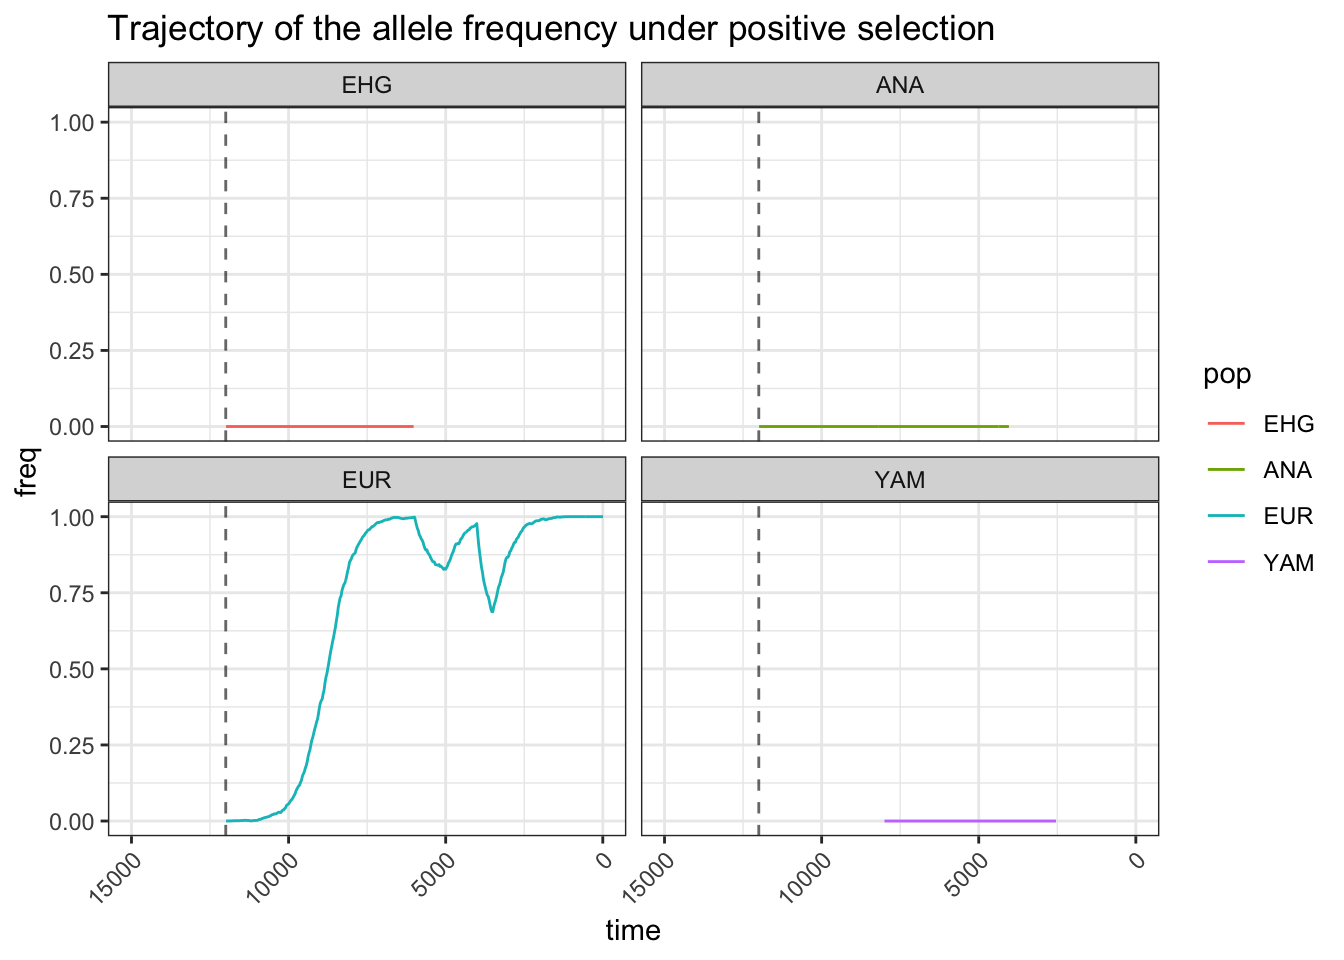 Trajectory of the allele frequency under positive selection
EHG
ANA
1.00
0.75
0.50
0.25
0.00
EUR
YAM
1.00
0.75
0.50
0.25
0.00
freq
15000
10000
5000
0
15000
10000
5000
0
time
pop
EHG
ANA
EUR
YAM